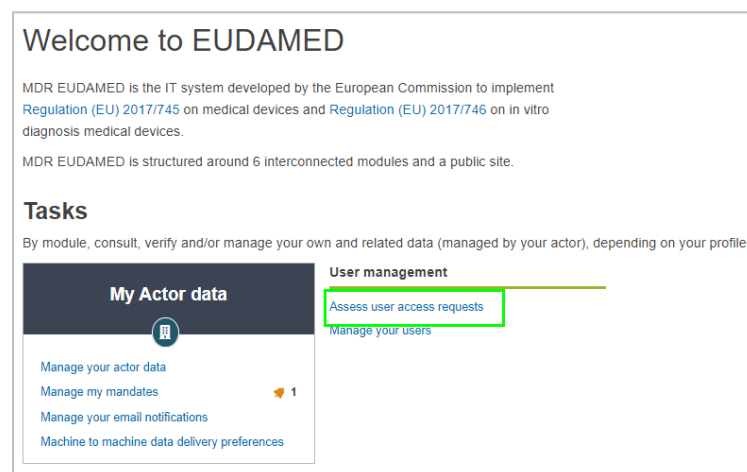 Welcome to EUDAMED
MDR EUDAMED is the IT system developed by the European Commission to implement
Regulation (EU) 2017/745 on medical devices and Regulation (EU) 2017/746 on in vitro
diagnosis medical devices.
MDR EUDAMED is structured around 6 interconnected modules and a public site.
Tasks
By module, consult, verify and/or manage your own and related data (managed by your actor), depending on your profile
My Actor data
Manage your actor data
Manage my mandates 1
Manage your email notifications
Machine to machine data delivery preferences
User management
Assess user access requests
Manage your users